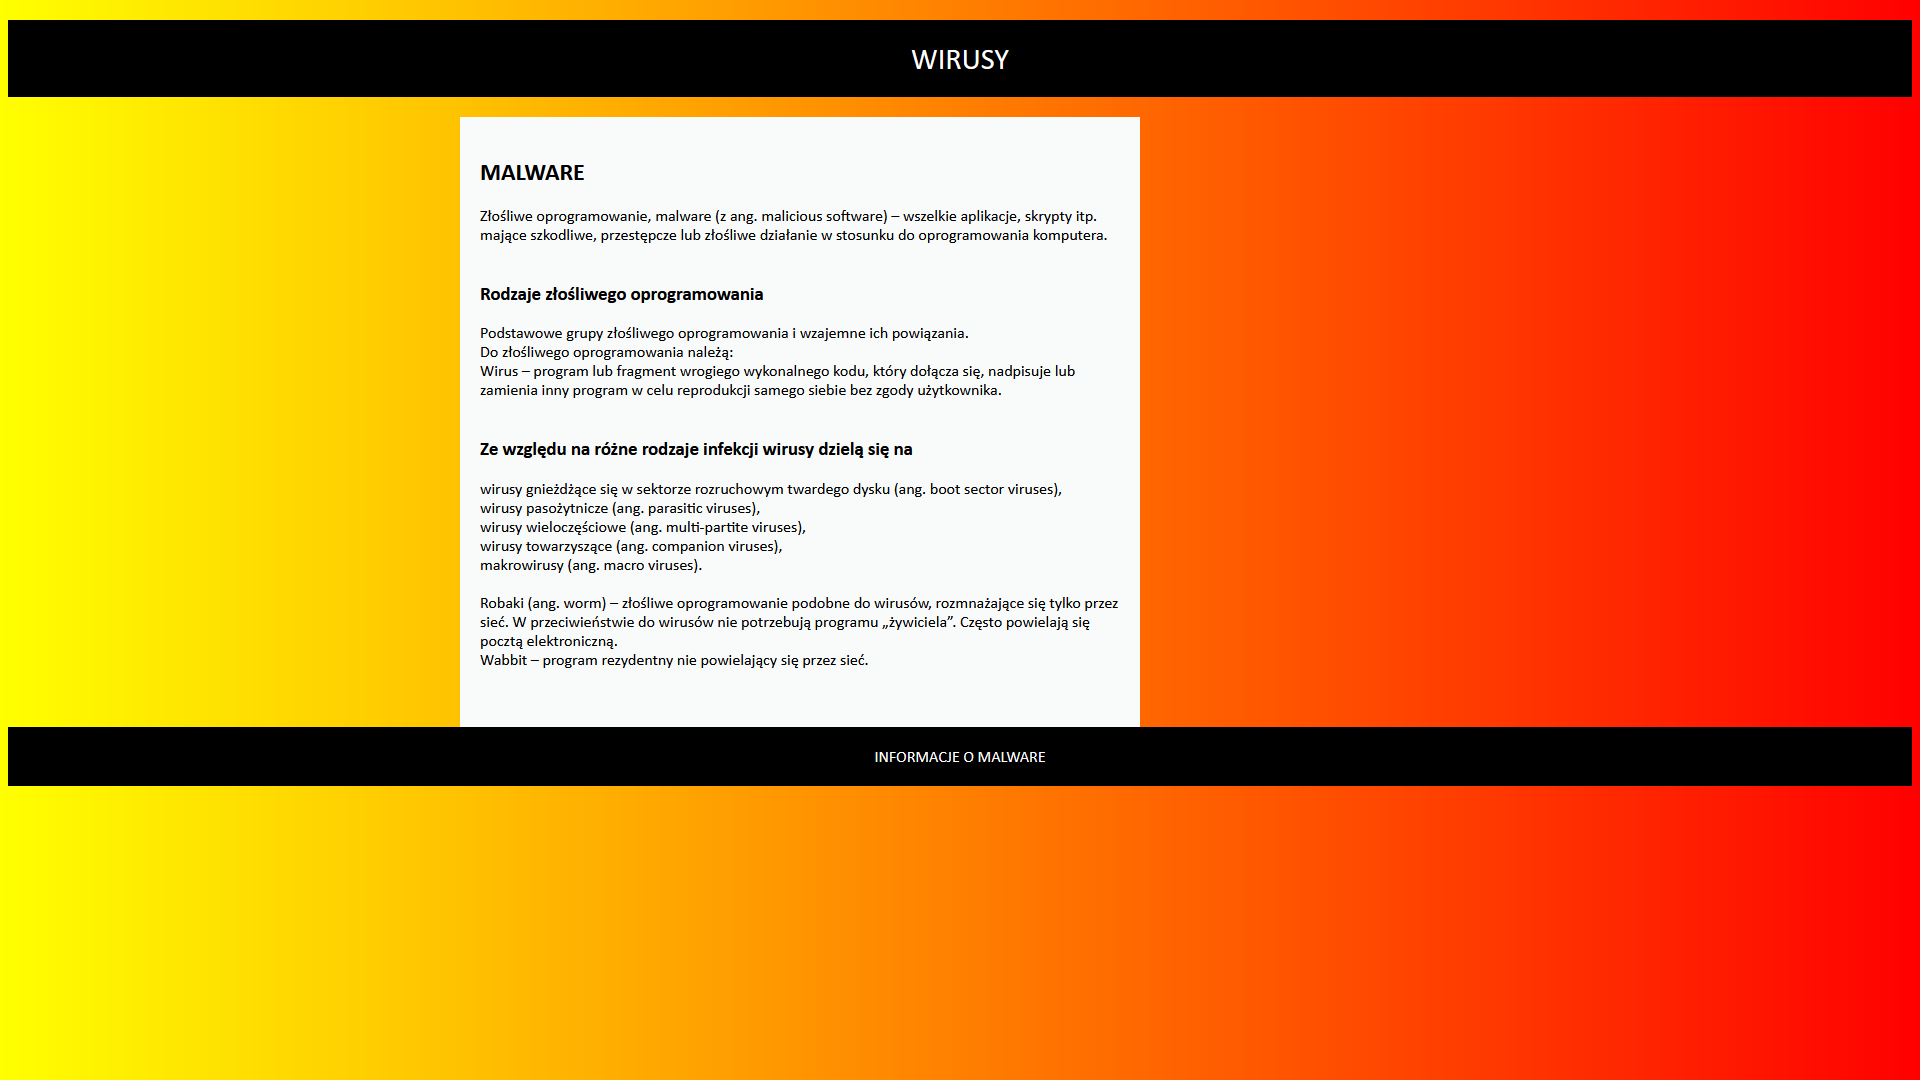 WIRUSY
MALWARE
Złośliwe oprogramowanie, malware (z ang. malicious software) – wszelkie aplikacje, skrypty itp.
mające szkodliwe, przestępcze lub złośliwe działanie w stosunku do oprogramowania komputera.
Rodzaje złośliwego oprogramowania
Podstawowe grupy złośliwego oprogramowania i wzajemne ich powiązania.
Do złośliwego oprogramowania należą:
Wirus – program lub fragment wrogiego wykonalnego kodu, który dołącza się, nadpisuje lub
zamienia inny program w celu reprodukcji samego siebie bez zgody użytkownika.
Ze względu na różne rodzaje infekcji wirusy dzielą się na
wirusy gnieżdżące się w sektorze rozruchowym twardego dysku (ang. boot sector viruses),
wirusy pasożytnicze (ang. parasitic viruses),
wirusy wieloczęściowe (ang. multi-partite viruses),
wirusy towarzyszące (ang. companion viruses),
makrowirusy (ang. macro viruses).
Robaki (ang. worm) – złośliwe oprogramowanie podobne do wirusów, rozmnażające się tylko przez
sieć. W przeciwieństwie do wirusów nie potrzebują programu „żywiciela”. Często powielają się
pocztą elektroniczną.
Wabbit – program rezydentny nie powielający się przez sieć.
INFORMACJE O MALWARE